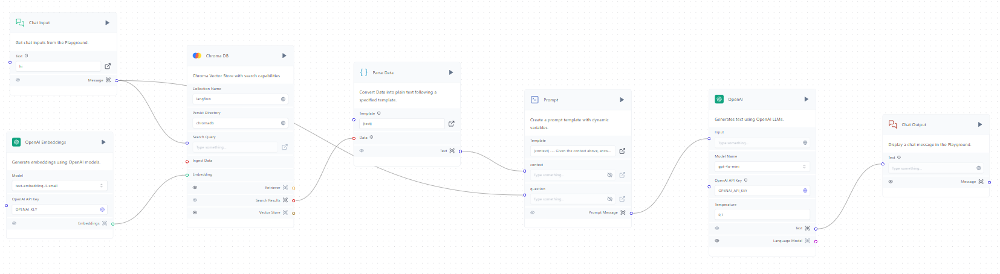 Chat Input
Get chat inputs from the Playground.
Text
hi
Message
OpenAI Embeddings
Generate embeddings using OpenAI models.
Model
text-embedding-3-small
OpenAI API Key
OPENAI_KEY
Embeddings
Chroma DB
Chroma Vector Store with search capabilities
Collection Name
langflow
Persist Directory
chromadb
Search Query
Type something...
Ingest Data
Embedding
Retriever
Search Results
Vector Store
Parse Data
Convert Data into plain text following a
specified template.
Template
{text}
Data
Text
Prompt
Create a prompt template with dynamic
variables.
Template
{context} --- Given the context above, answ...
context
Type something...
question
Type something...
Prompt Message
OpenAI
Generates text using OpenAI LLMs.
Input
Type something...
Model Name
gpt-4o-mini
OpenAI API Key
OPENAI_API_KEY
Temperature
0,1
Text
Language Model
Chat Output
Display a chat message in the Playground.
Text
Type something...
Message